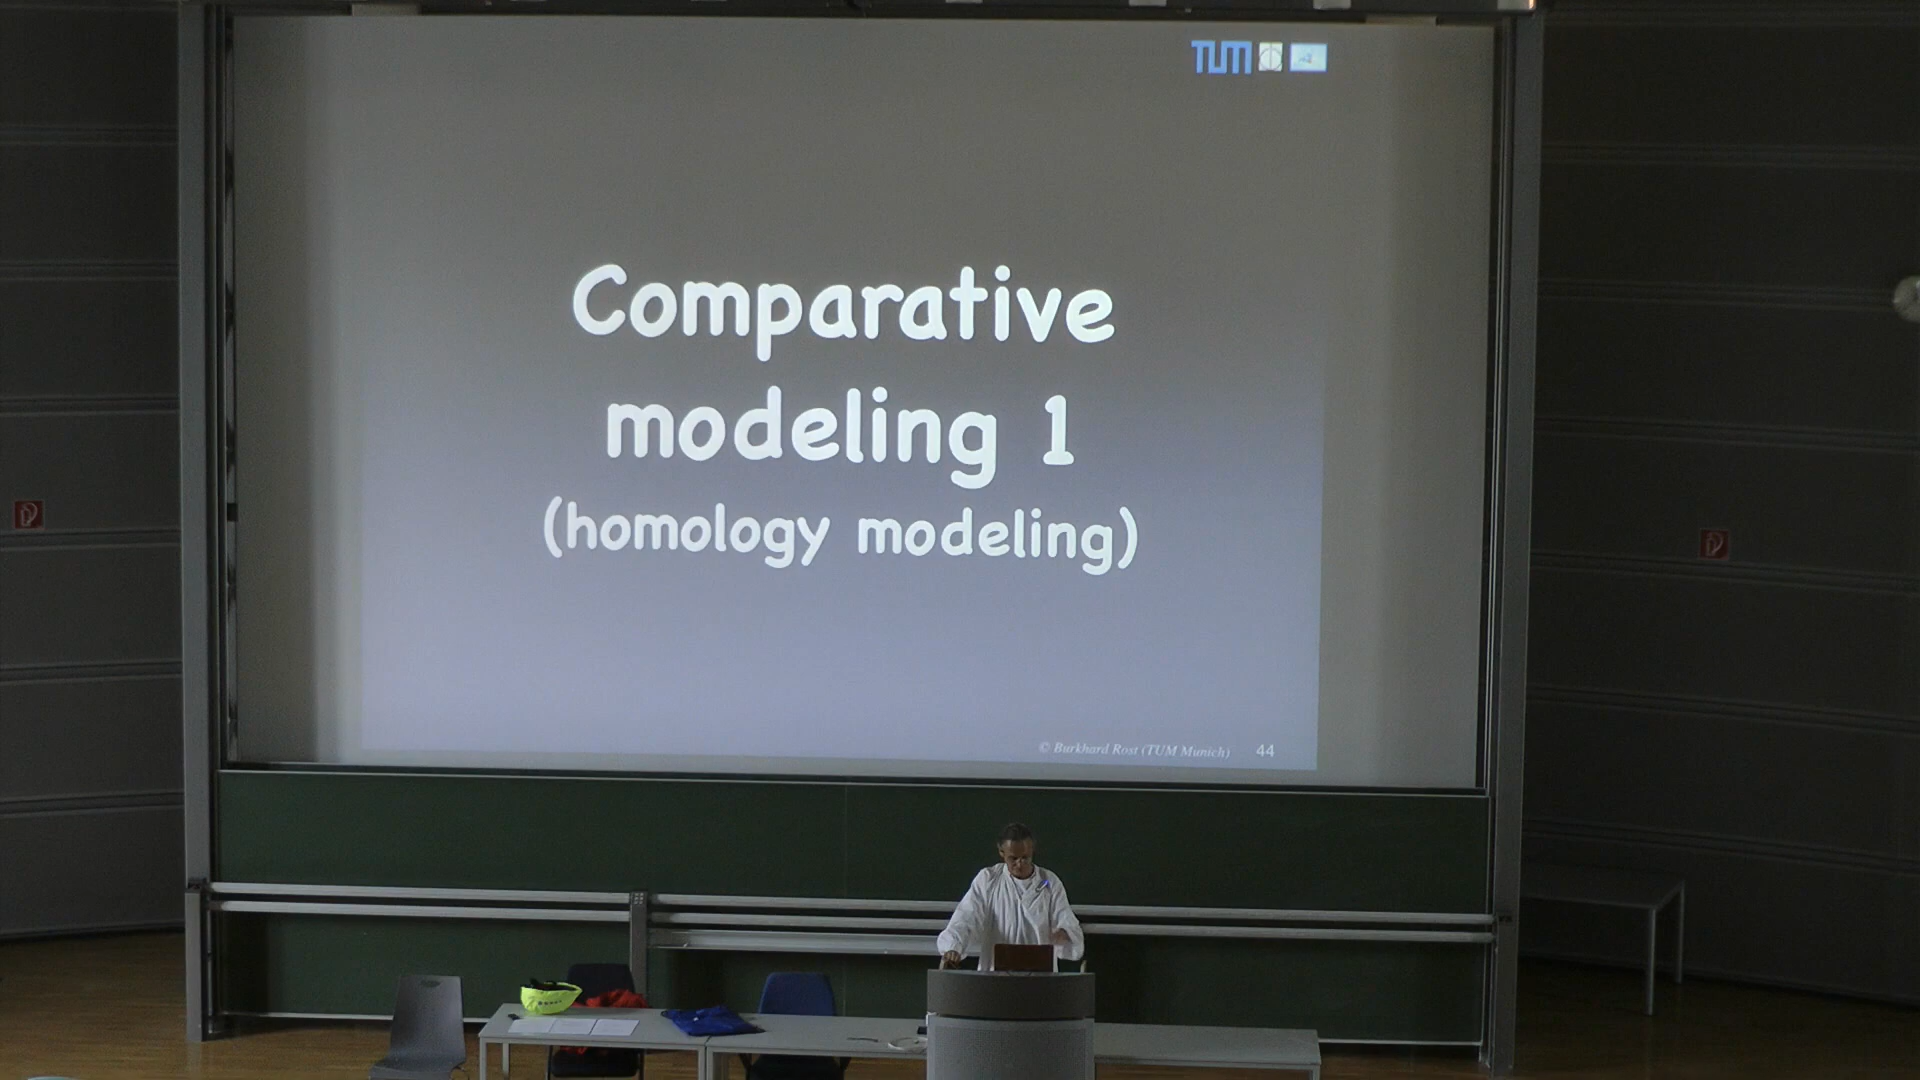 TUM
Comparative
modeling 1
(homology modeling)
© Burkhard Rost (TUM Munich) 44